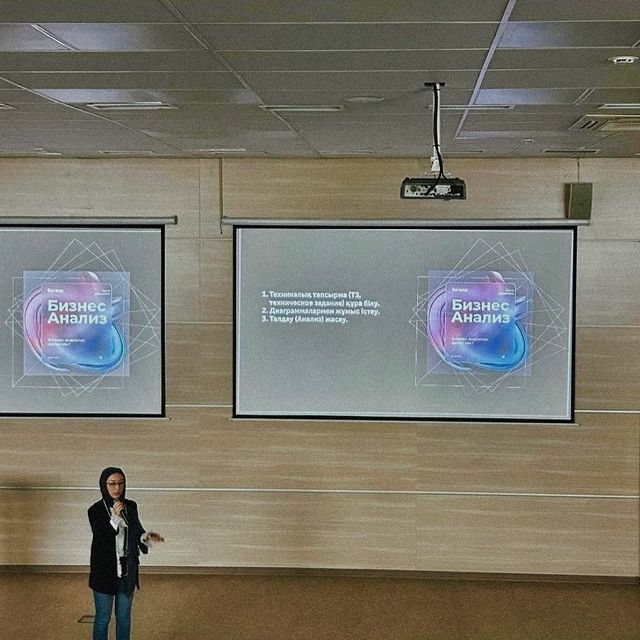 Бизнес
Анализ
1. Техникалық тапсырма (ТЗ,
техническое задание) құра білу.
2. Диаграммалармен жұмыс істеу.
3. Талдау (Анализ) жасау.
Бизнес
Анализ